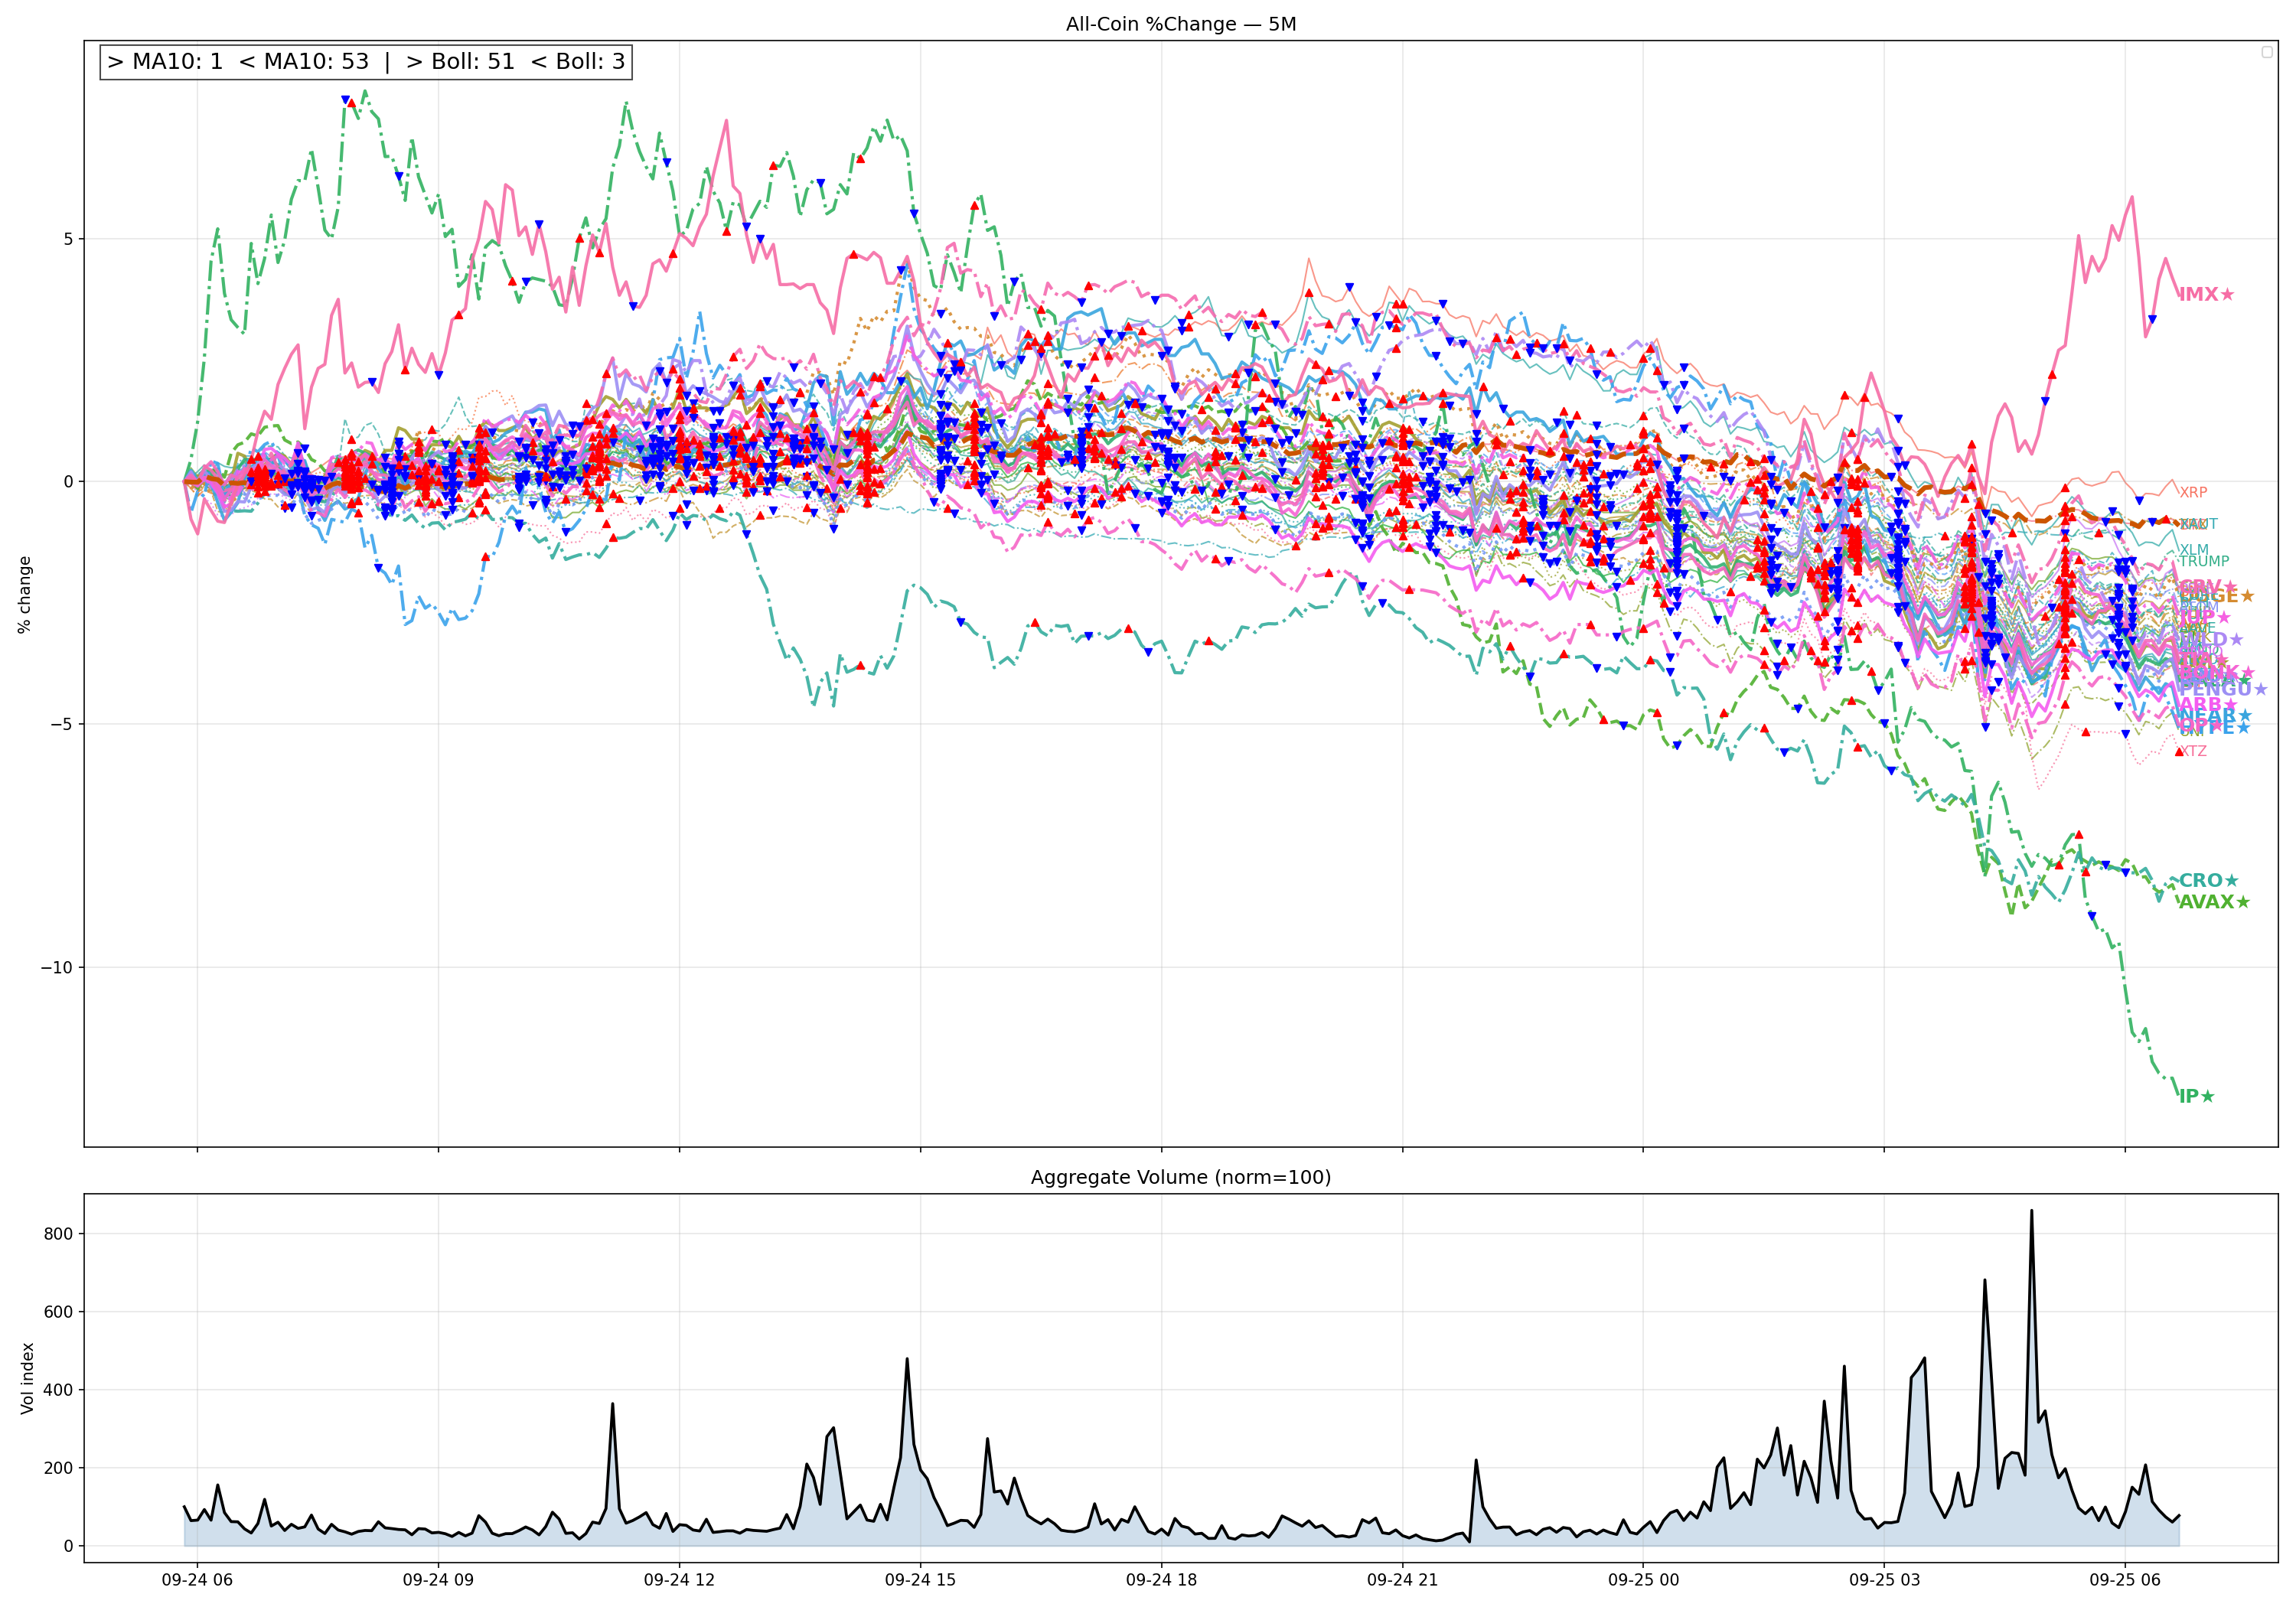 All-Coin %Change — 5M
> MA10: 1  < MA10: 53  |  > Boll: 51  < Boll: 3
% change
5
0
−5
−10
IMX★
XRP
XLM
TRUMP
PENGU★
ARB★
NEAR★
XTZ
CRO★
AVAX★
IP★
Aggregate Volume (norm=100)
Vol index
800
600
400
200
0
09-24 06
09-24 09
09-24 12
09-24 15
09-24 18
09-24 21
09-25 00
09-25 03
09-25 06